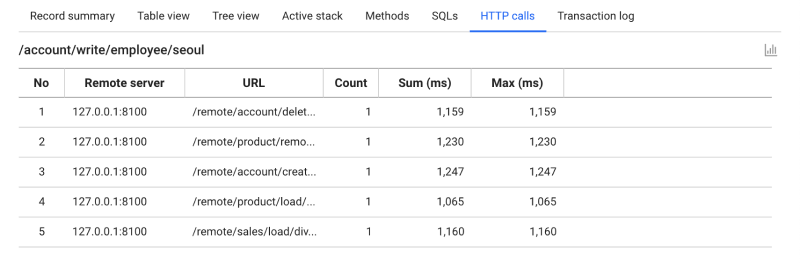 Record summary Table view Tree view Active stack Methods SQLs HTTP calls Transaction log
/account/write/employee/seoul
No Remote server URL Count Sum (ms) Max (ms)
1 127.0.0.1:8100 /remote/account/delet... 1 1,159 1,159
2 127.0.0.1:8100 /remote/product/remo... 1 1,230 1,230
3 127.0.0.1:8100 /remote/account/creat... 1 1,247 1,247
4 127.0.0.1:8100 /remote/product/load/... 1 1,065 1,065
5 127.0.0.1:8100 /remote/sales/load/div... 1 1,160 1,160